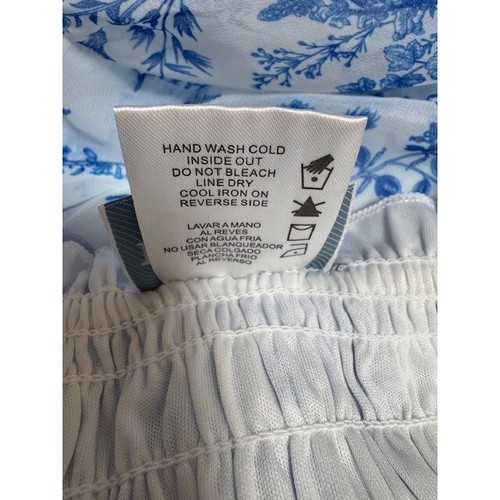 HAND WASH COLD
INSIDE OUT
DO NOT BLEACH
LINE DRY
COOL IRON ON
REVERSE SIDE
LAVAR A MANO
AL REVES
CON AGUA FRIA
NO USAR BLANQUEADOR
SECA COLGADO
PLANCHA FRIO
AL REVERSO